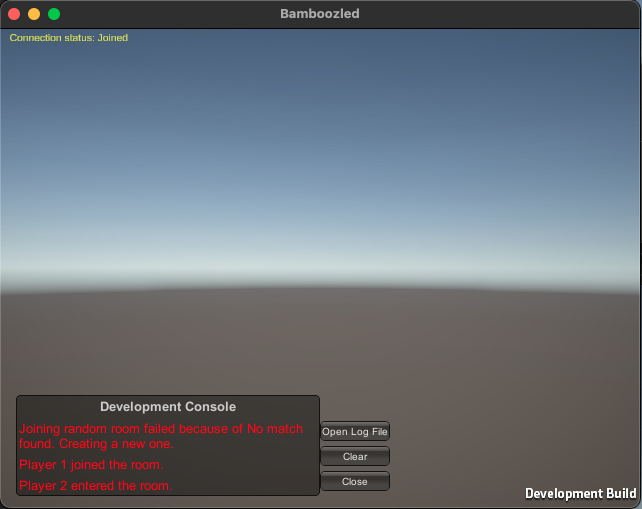 Bamboozled
Connection status: Joined
Development Console
Joining random room failed because of No match
found. Creating a new one.
Player 1 joined the room.
Player 2 entered the room.
Open Log File
Clear
Close
Development Build